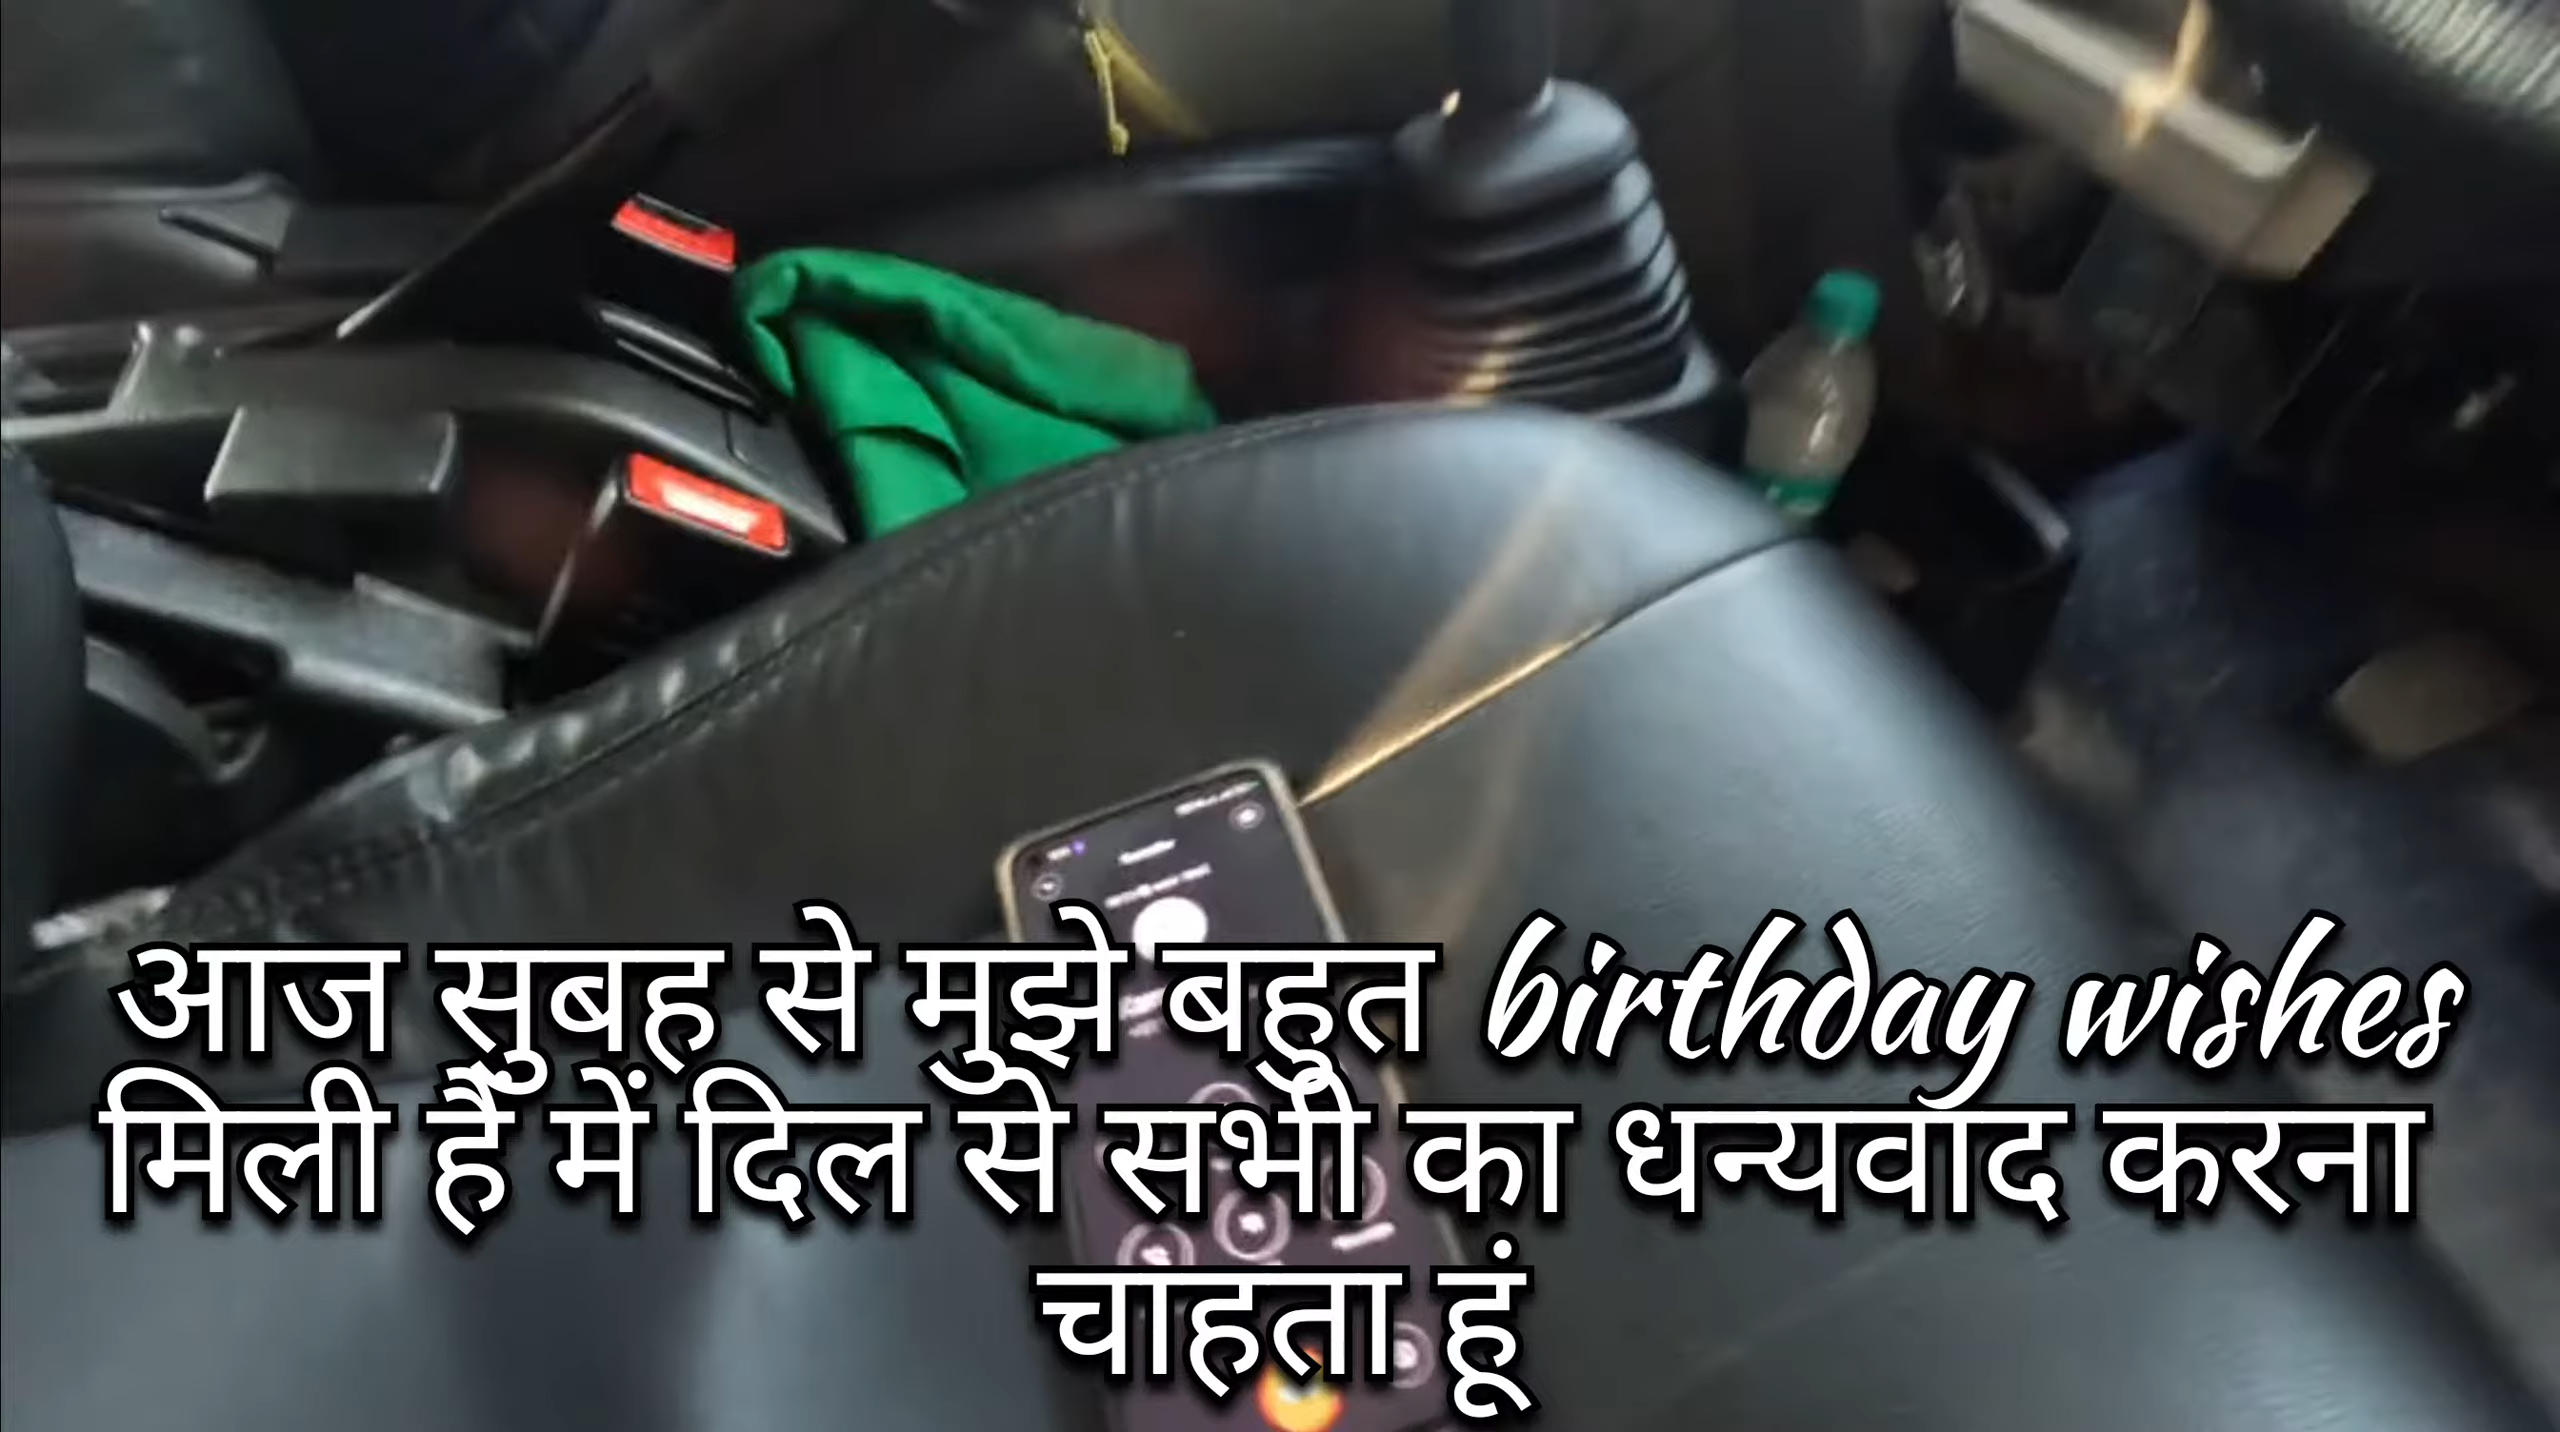 आज सुबह से मुझे बहुत birthday wishes
मिली हैं में दिल से सभी का धन्यवाद करना
चाहता हूं